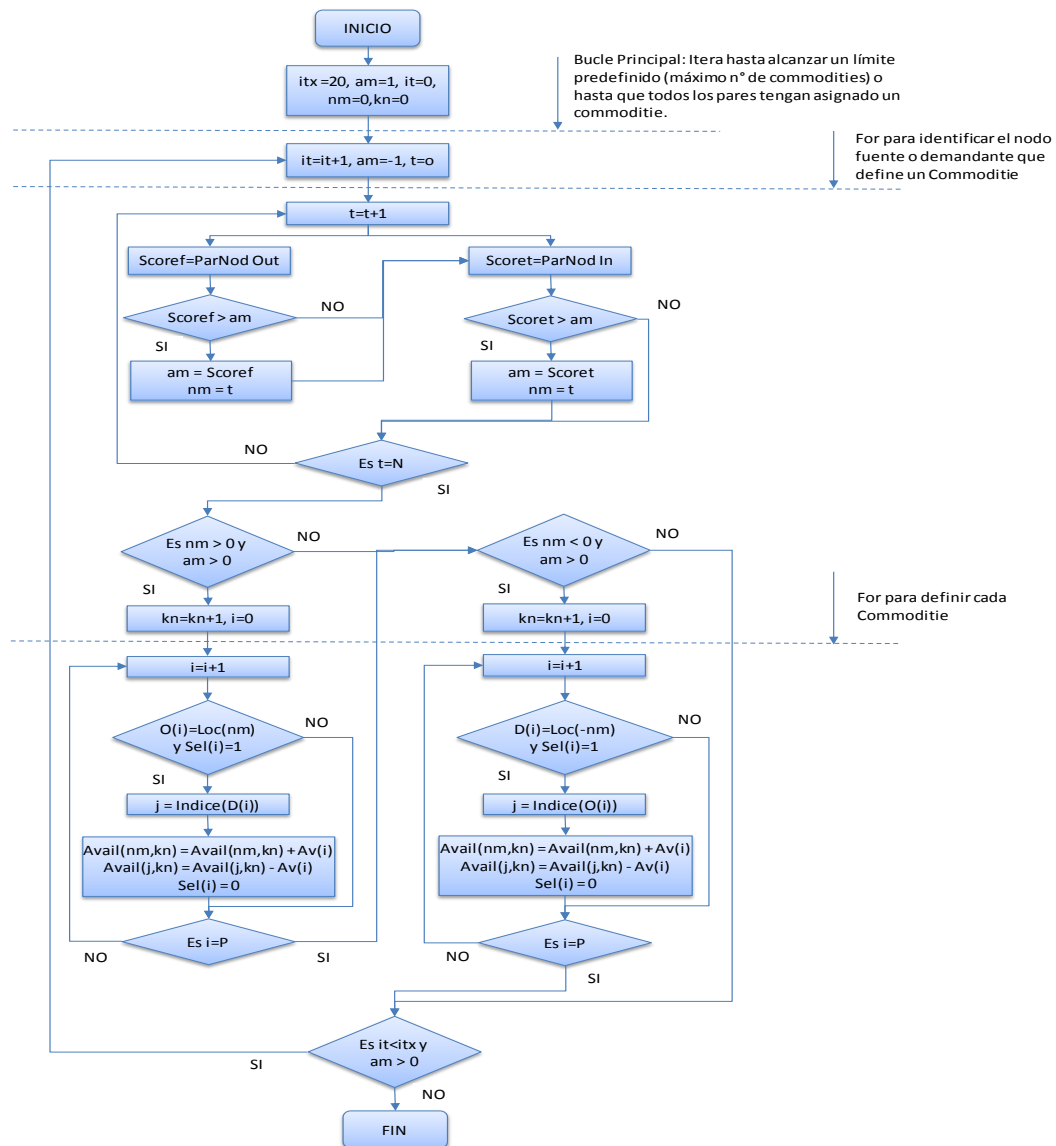 INICIO
itx =20, am=1, it=0,
nm=0,kn=0
Bucle Principal: Itera hasta alcanzar un límite
predefinido (máximo n° de commodities) o
hasta que todos los pares tengan asignado un
commoditie.
it=it+1, am=-1, t=o
For para identificar el nodo
fuente o demandante que
define un Commoditie
t=t+1
Scoref=ParNod Out
Scoret=ParNod In
Scoref > am
NO
SI
Scoret > am
NO
SI
am = Scoref
nm = t
am = Scoret
nm = t
Es t=N
NO
SI
Es nm > 0 y
am > 0
NO
SI
Es nm < 0 y
am > 0
NO
SI
kn=kn+1, i=0
kn=kn+1, i=0
For para definir cada
Commoditie
i=i+1
i=i+1
O(i)=Loc(nm)
y Sel(i)=1
NO
SI
D(i)=Loc(-nm)
y Sel(i)=1
NO
SI
j = Indice(D(i))
j = Indice(O(i))
Avail(nm,kn) = Avail(nm,kn) + Av(i)
Avail(j,kn) = Avail(j,kn) - Av(i)
Sel(i) = 0
Avail(nm,kn) = Avail(nm,kn) + Av(i)
Avail(j,kn) = Avail(j,kn) - Av(i)
Sel(i) = 0
Es i=P
NO
SI
Es i=P
NO
SI
Es it<itx y
am > 0
SI
NO
FIN